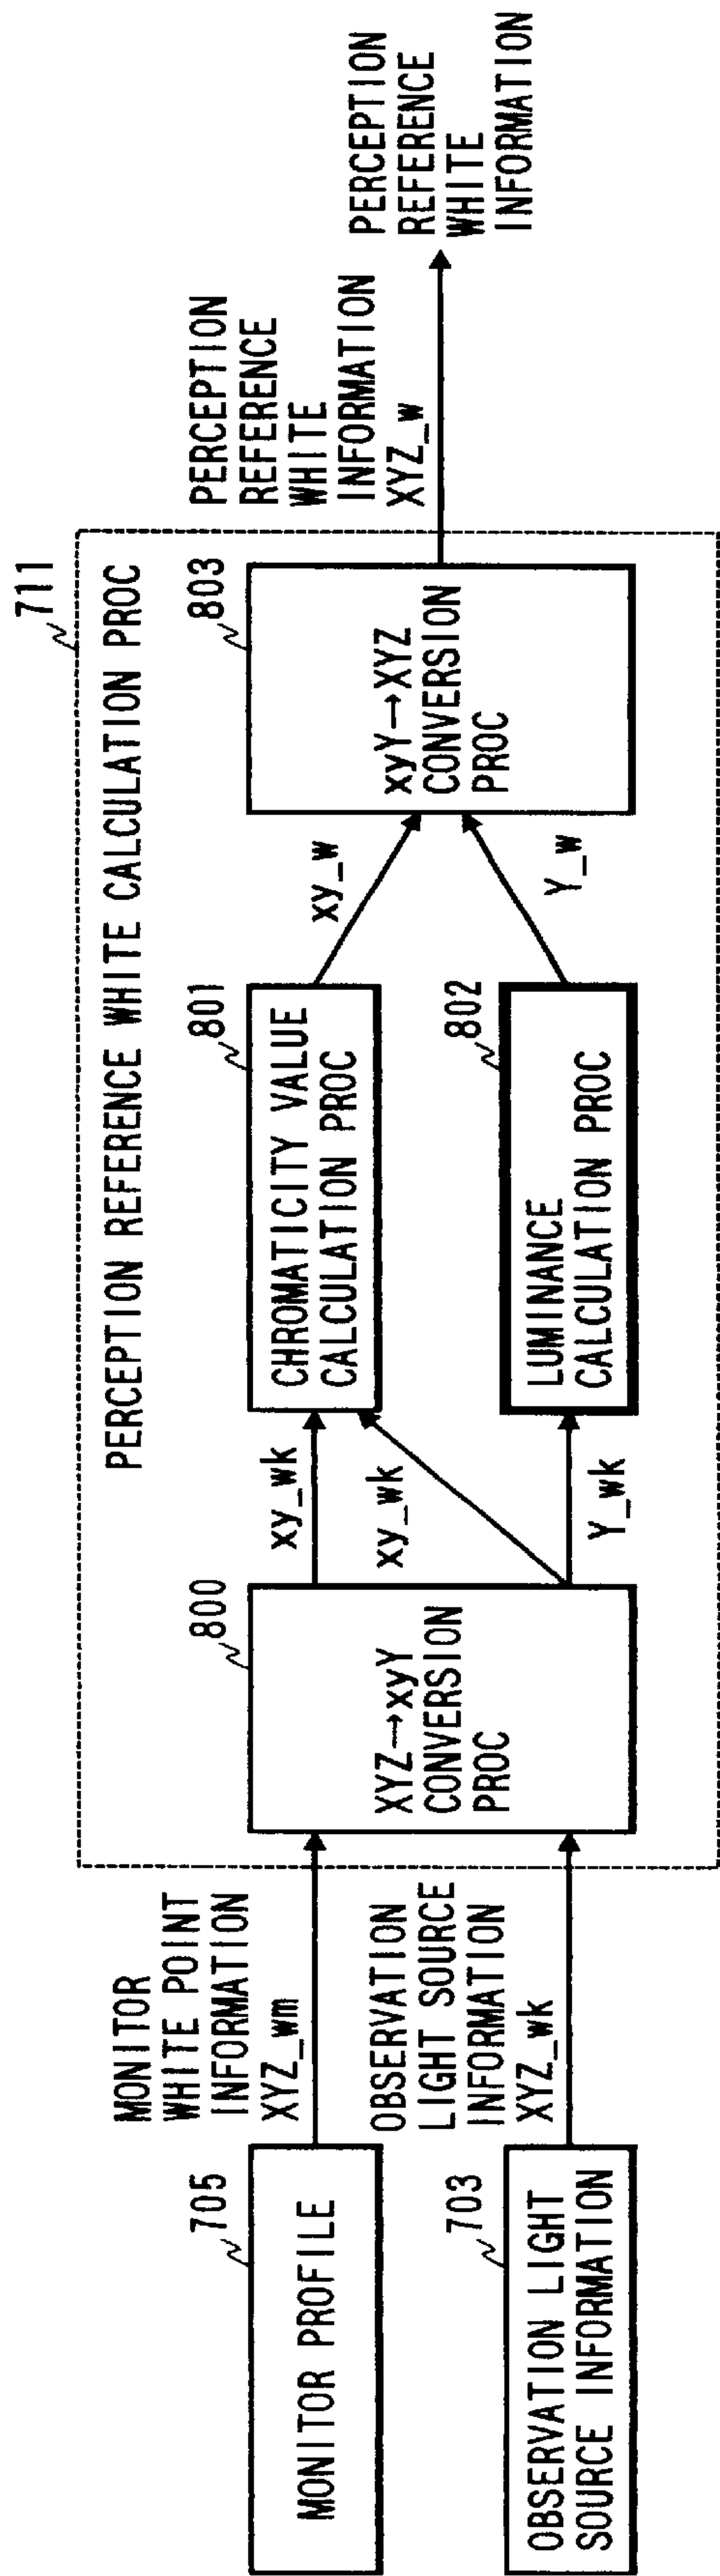 705
MONITOR PROFILE
703
OBSERVATION LIGHT
SOURCE INFORMATION
MONITOR
WHITE POINT
INFORMATION
XYZ_wm
OBSERVATION
LIGHT SOURCE
INFORMATION
XYZ_wk
711
PERCEPTION REFERENCE WHITE CALCULATION PROC
800
XYZ→xyY
CONVERSION
PROC
xy_wk
xy_wk
Y_wk
801
CHROMATICITY VALUE
CALCULATION PROC
802
LUMINANCE
CALCULATION PROC
xy_w
Y_w
803
xyY→XYZ
CONVERSION
PROC
PERCEPTION
REFERENCE
WHITE
INFORMATION
XYZ_w
PERCEPTION
REFERENCE
WHITE
INFORMATION